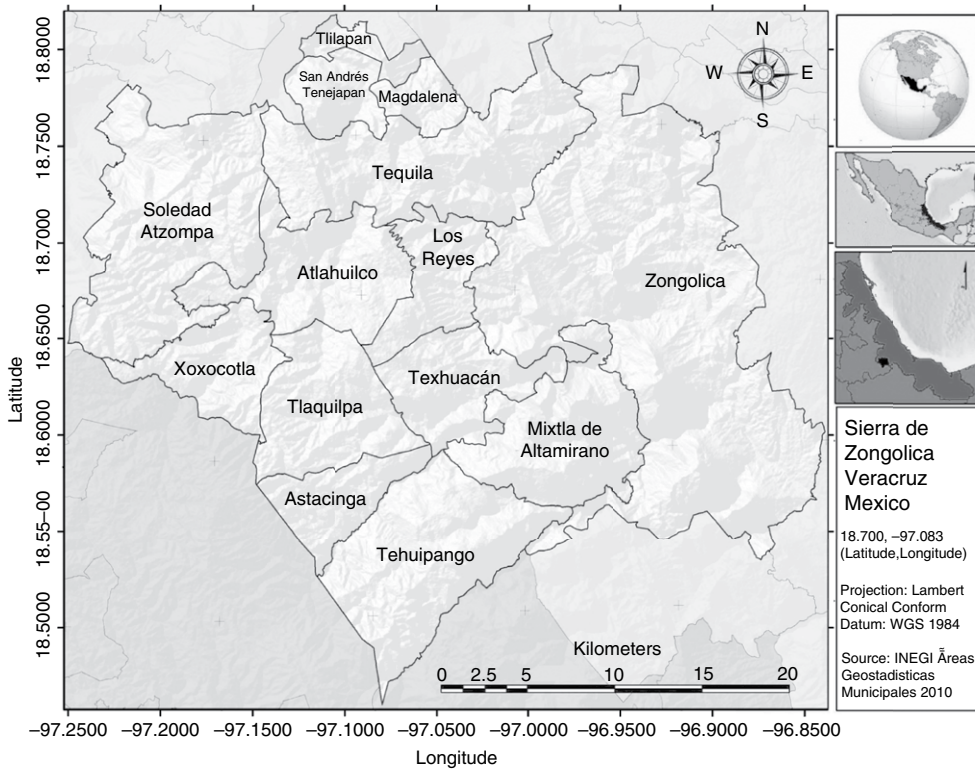 Tlilapan
San Andrés
Tenejapan
Magdalena
Tequila
Soledad
Atzompa
Los
Reyes
Atlahuilco
Zongolica
Xoxocotla
Texhuacán
Tlaquilpa
Mixtla de
Altamirano
Astacinga
Tehuipango
N
W
E
S
Kilometers
0
2.5
5
10
15
20
Latitude
18.8000
18.7500
18.7000
18.6500
18.6000
18.55–00
18.5000
–97.2500
–97.2000
–97.1500
–97.1000
–97.0500
–97.0000
–96.9500
–96.9000
–96.8500
Longitude
Sierra de
Zongolica
Veracruz
Mexico
18.700, –97.083
(Latitude,Longitude)
Projection: Lambert
Conical Conform
Datum: WGS 1984
Source: INEGI Ā̄reas
Geostadisticas
Municipales 2010